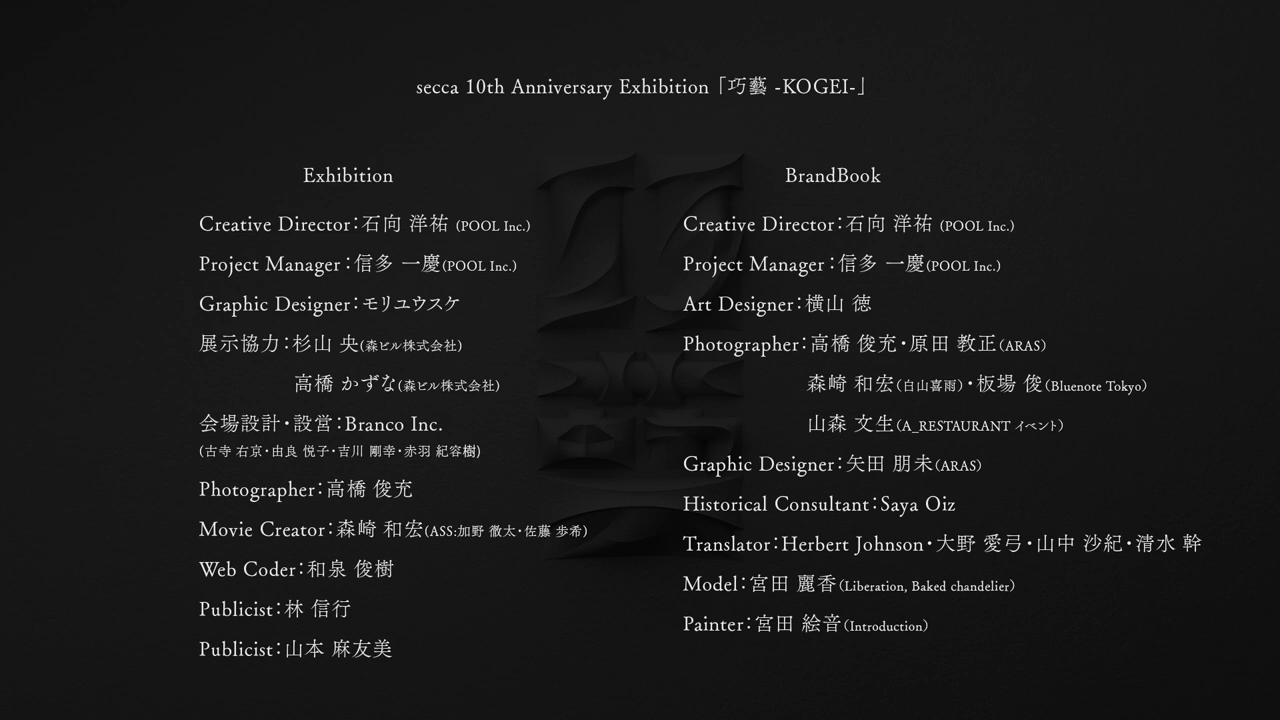 secca 10th Anniversary Exhibition「巧藝 -KOGEI-」
Exhibition
Creative Director：石向 洋祐 (POOL Inc.)
Project Manager：信多 一慶(POOL Inc.)
Graphic Designer：モリユウスケ
展示協力：杉山 央(森ビル株式会社)
高橋 かずな(森ビル株式会社)
会場設計・設営：Branco Inc.
(古寺 右京・由良 悦子・吉川 剛幸・赤羽 紀容樹)
Photographer：高橋 俊充
Movie Creator：森崎 和宏(ASS:加野 徹太・佐藤 歩希)
Web Coder：和泉 俊樹
Publicist：林 信行
Publicist：山本 麻友美
BrandBook
Creative Director：石向 洋祐 (POOL Inc.)
Project Manager：信多 一慶(POOL Inc.)
Art Designer：横山 徳
Photographer：高橋 俊充・原田 教正(ARAS)
森崎 和宏(白山喜雨)・板場 俊(Bluenote Tokyo)
山森 文生(A_RESTAURANT イベント)
Graphic Designer：矢田 朋未(ARAS)
Historical Consultant：Saya Oiz
Translator：Herbert Johnson・大野 愛弓・山中 沙紀・清水 幹
Model：宮田 麗香(Liberation, Baked chandelier)
Painter：宮田 絵音(Introduction)
巧
藝